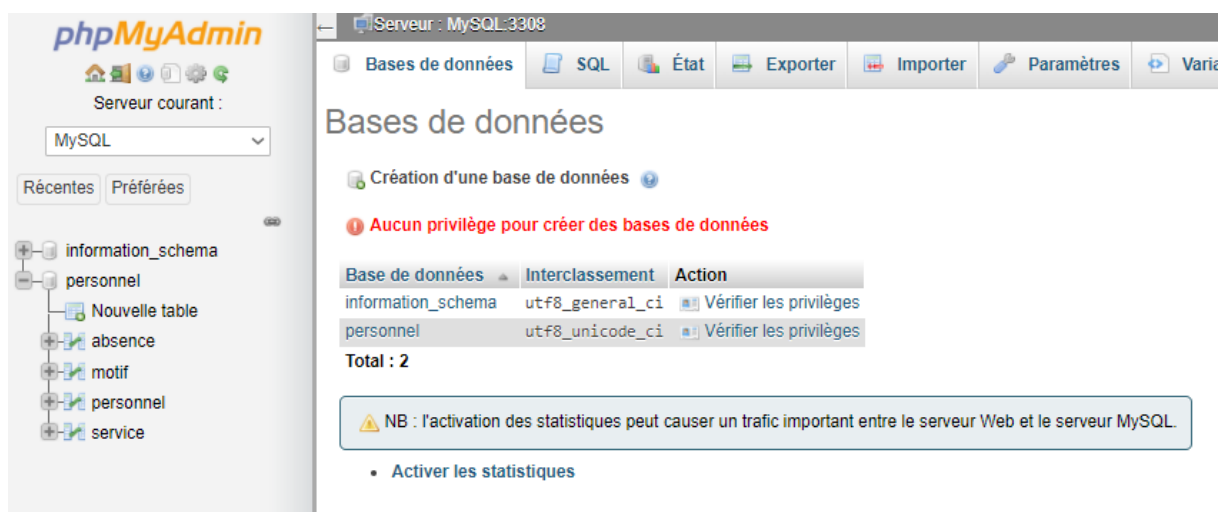 phpMyAdmin
Serveur courant :
MySQL
Récentes Préférées
information_schema
personnel
Nouvelle table
absence
motif
personnel
service
Serveur : MySQL:3308
Bases de données SQL État Exporter Importer Paramètres Varia
Bases de données
Création d'une base de données
Aucun privilège pour créer des bases de données
Base de données Interclassement Action
information_schema utf8_general_ci Vérifier les privilèges
personnel utf8_unicode_ci Vérifier les privilèges
Total : 2
NB : l'activation des statistiques peut causer un trafic important entre le serveur Web et le serveur MySQL.
• Activer les statistiques